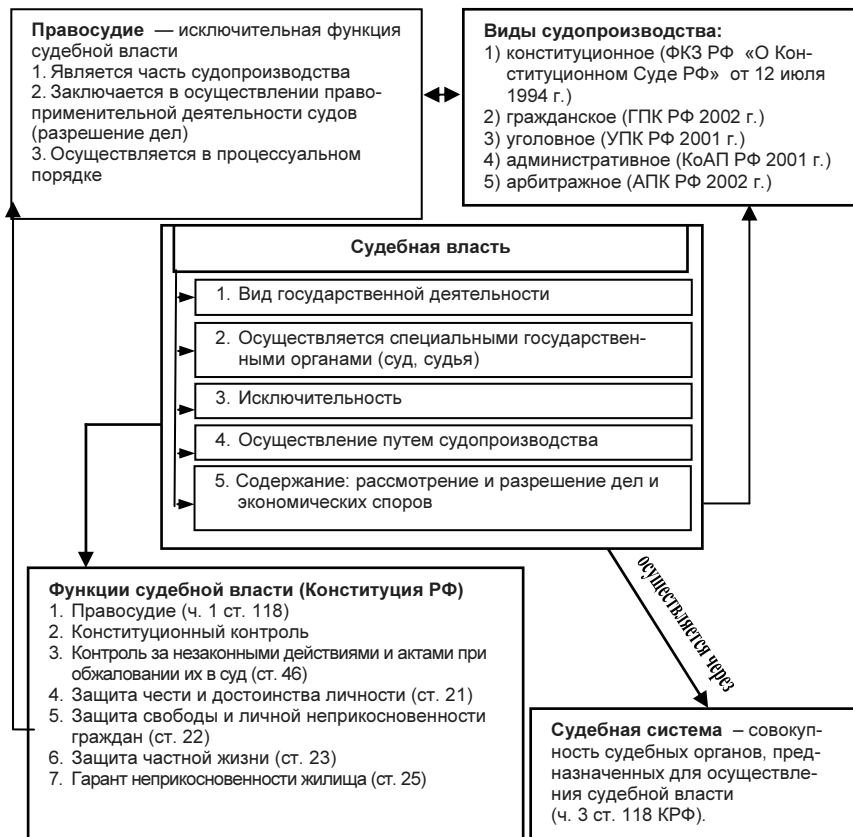 Правосудие — исключительная функция
судебной власти
1. Является часть судопроизводства
2. Заключается в осуществлении право-
применительной деятельности судов
(разрешение дел)
3. Осуществляется в процессуальном
порядке
Виды судопроизводства:
1) конституционное (ФКЗ РФ «О Кон-
ституционном Суде РФ» от 12 июля
1994 г.)
2) гражданское (ГПК РФ 2002 г.)
3) уголовное (УПК РФ 2001 г.)
4) административное (КоАП РФ 2001 г.)
5) арбитражное (АПК РФ 2002 г.)
Судебная власть
1. Вид государственной деятельности
2. Осуществляется специальными государствен-
ными органами (суд, судья)
3. Исключительность
4. Осуществление путем судопроизводства
5. Содержание: рассмотрение и разрешение дел и
экономических споров
осуществляется через
Функции судебной власти (Конституция РФ)
1. Правосудие (ч. 1 ст. 118)
2. Конституционный контроль
3. Контроль за незаконными действиями и актами при
обжаловании их в суд (ст. 46)
4. Защита чести и достоинства личности (ст. 21)
5. Защита свободы и личной неприкосновенности
граждан (ст. 22)
6. Защита частной жизни (ст. 23)
7. Гарант неприкосновенности жилища (ст. 25)
Судебная система – совокуп-
ность судебных органов, пред-
назначенных для осуществле-
ния судебной власти
(ч. 3 ст. 118 КРФ).